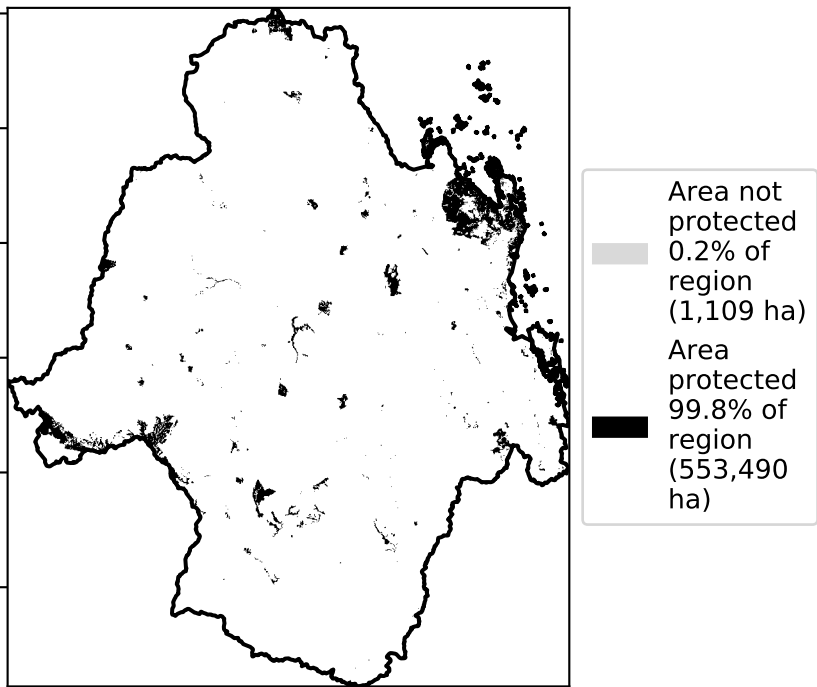 Area not
protected
0.2% of
region
(1,109 ha)
Area
protected
99.8% of
region
(553,490
ha)